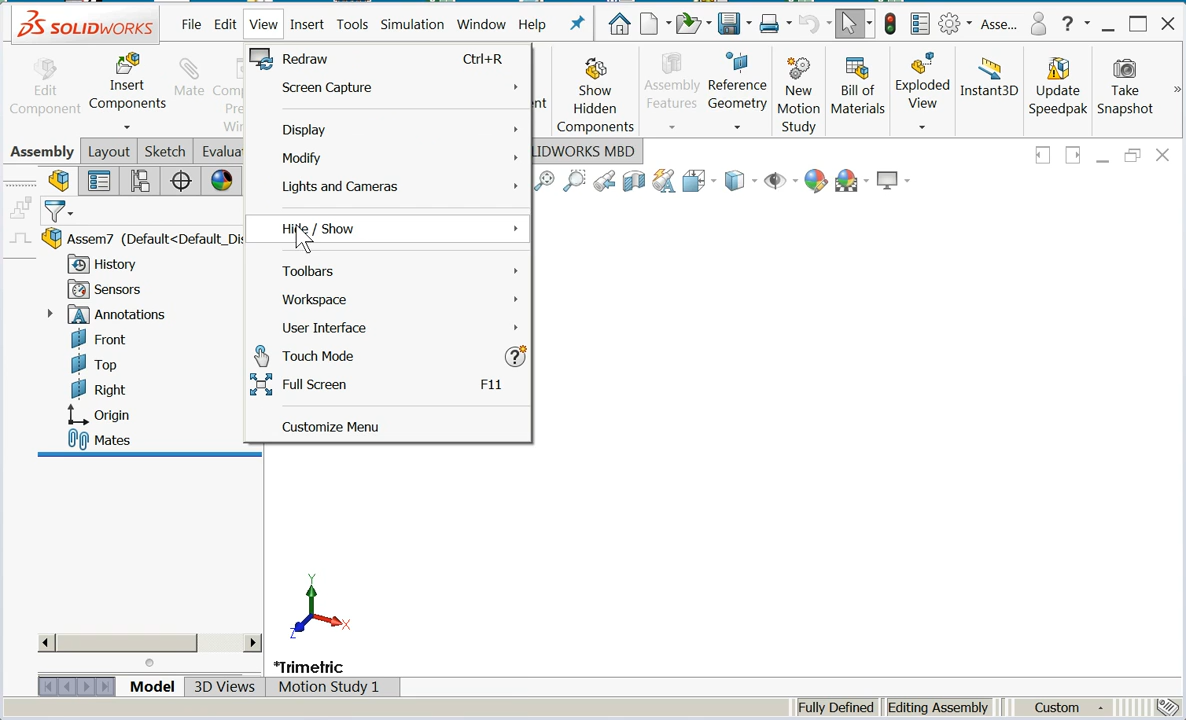 SOLIDWORKS
File Edit View Insert Tools Simulation Window Help
Asse...
?
Edit Component
Insert Components
Mate
Show Hidden Components
Assembly Features
Reference Geometry
New Motion Study
Bill of Materials
Exploded View
Instant3D
Update Speedpak
Take Snapshot
»
Assembly Layout Sketch
Redraw Ctrl+R
Screen Capture
Display
Modify
Lights and Cameras
Hide / Show
Toolbars
Workspace
User Interface
Touch Mode
Full Screen F11
Customize Menu
Assem7 (Default<Default_Dis
History
Sensors
Annotations
Front
Top
Right
Origin
Mates
Y
X
Z
*Trimetric
Model 3D Views Motion Study 1
Fully Defined Editing Assembly Custom